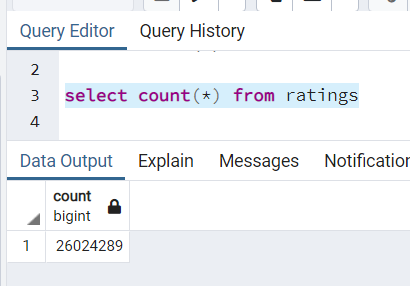 Query Editor Query History
2
3 select count(*) from ratings
4
Data Output Explain Messages Notification
count
bigint
1 26024289